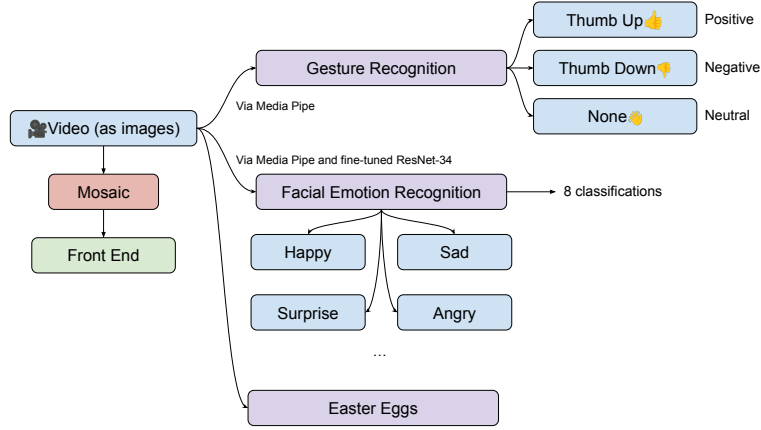 Thumb Up👍 Positive
Gesture Recognition
Thumb Down👎 Negative
Via Media Pipe
None👋 Neutral
🎥Video (as images)
Via Media Pipe and fine-tuned ResNet-34
Mosaic
Facial Emotion Recognition
8 classifications
Front End
Happy
Sad
Surprise
Angry
...
Easter Eggs